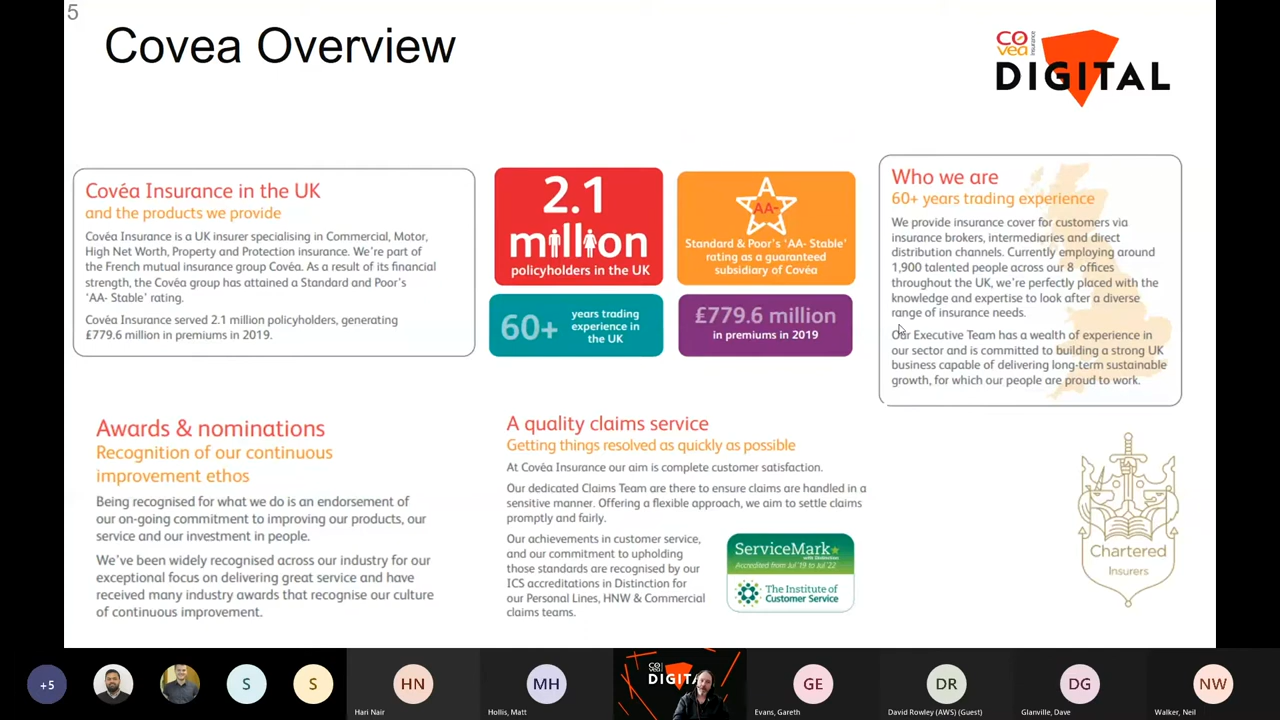 5
Covea Overview
CO
vea
insurance
DIGITAL
Covéa Insurance in the UK
and the products we provide
Covéa Insurance is a UK insurer specialising in Commercial, Motor,
High Net Worth, Property and Protection insurance. We're part
of the French mutual insurance group Covéa. As a result of its financial
strength, the Covéa group has attained a Standard and Poor's
'AA- Stable' rating.
Covéa Insurance served 2.1 million policyholders, generating
£779.6 million in premiums in 2019.
2.1
million
policyholders in the UK
AA-
Standard & Poor's 'AA- Stable'
rating as a guaranteed
subsidiary of Covéa
60+
years trading
experience in
the UK
£779.6 million
in premiums in 2019
Who we are
60+ years trading experience
We provide insurance cover for customers via
insurance brokers, intermediaries and direct
distribution channels. Currently employing around
1,900 talented people across our 8 offices
throughout the UK, we're perfectly placed with the
knowledge and expertise to look after a diverse
range of insurance needs.
Our Executive Team has a wealth of experience in
our sector and is committed to building a strong UK
business capable of delivering long-term sustainable
growth, for which our people are proud to work.
Awards & nominations
Recognition of our continuous
improvement ethos
Being recognised for what we do is an endorsement of
our on-going commitment to improving our products, our
service and our investment in people.
We've been widely recognised across our industry for our
exceptional focus on delivering great service and have
received many industry awards that recognise our culture
of continuous improvement.
A quality claims service
Getting things resolved as quickly as possible
At Covéa Insurance our aim is complete customer satisfaction.
Our dedicated Claims Team are there to ensure claims are handled in a
sensitive manner. Offering a flexible approach, we aim to settle claims
promptly and fairly.
Our achievements in customer service,
and our commitment to upholding
those standards are recognised by our
ICS accreditations in Distinction for
our Personal Lines, HNW & Commercial
claims teams.
ServiceMark
with Distinction
Accredited from Jul '19 to Jul '22
The Institute of
Customer Service
Chartered
Insurers
+5
S
S
HN
Hari Nair
MH
Hollis, Matt
CO
vea
DIGITA
GE
Evans, Gareth
DR
David Rowley (AWS) (Guest)
DG
Glanville, Dave
NW
Walker, Neil